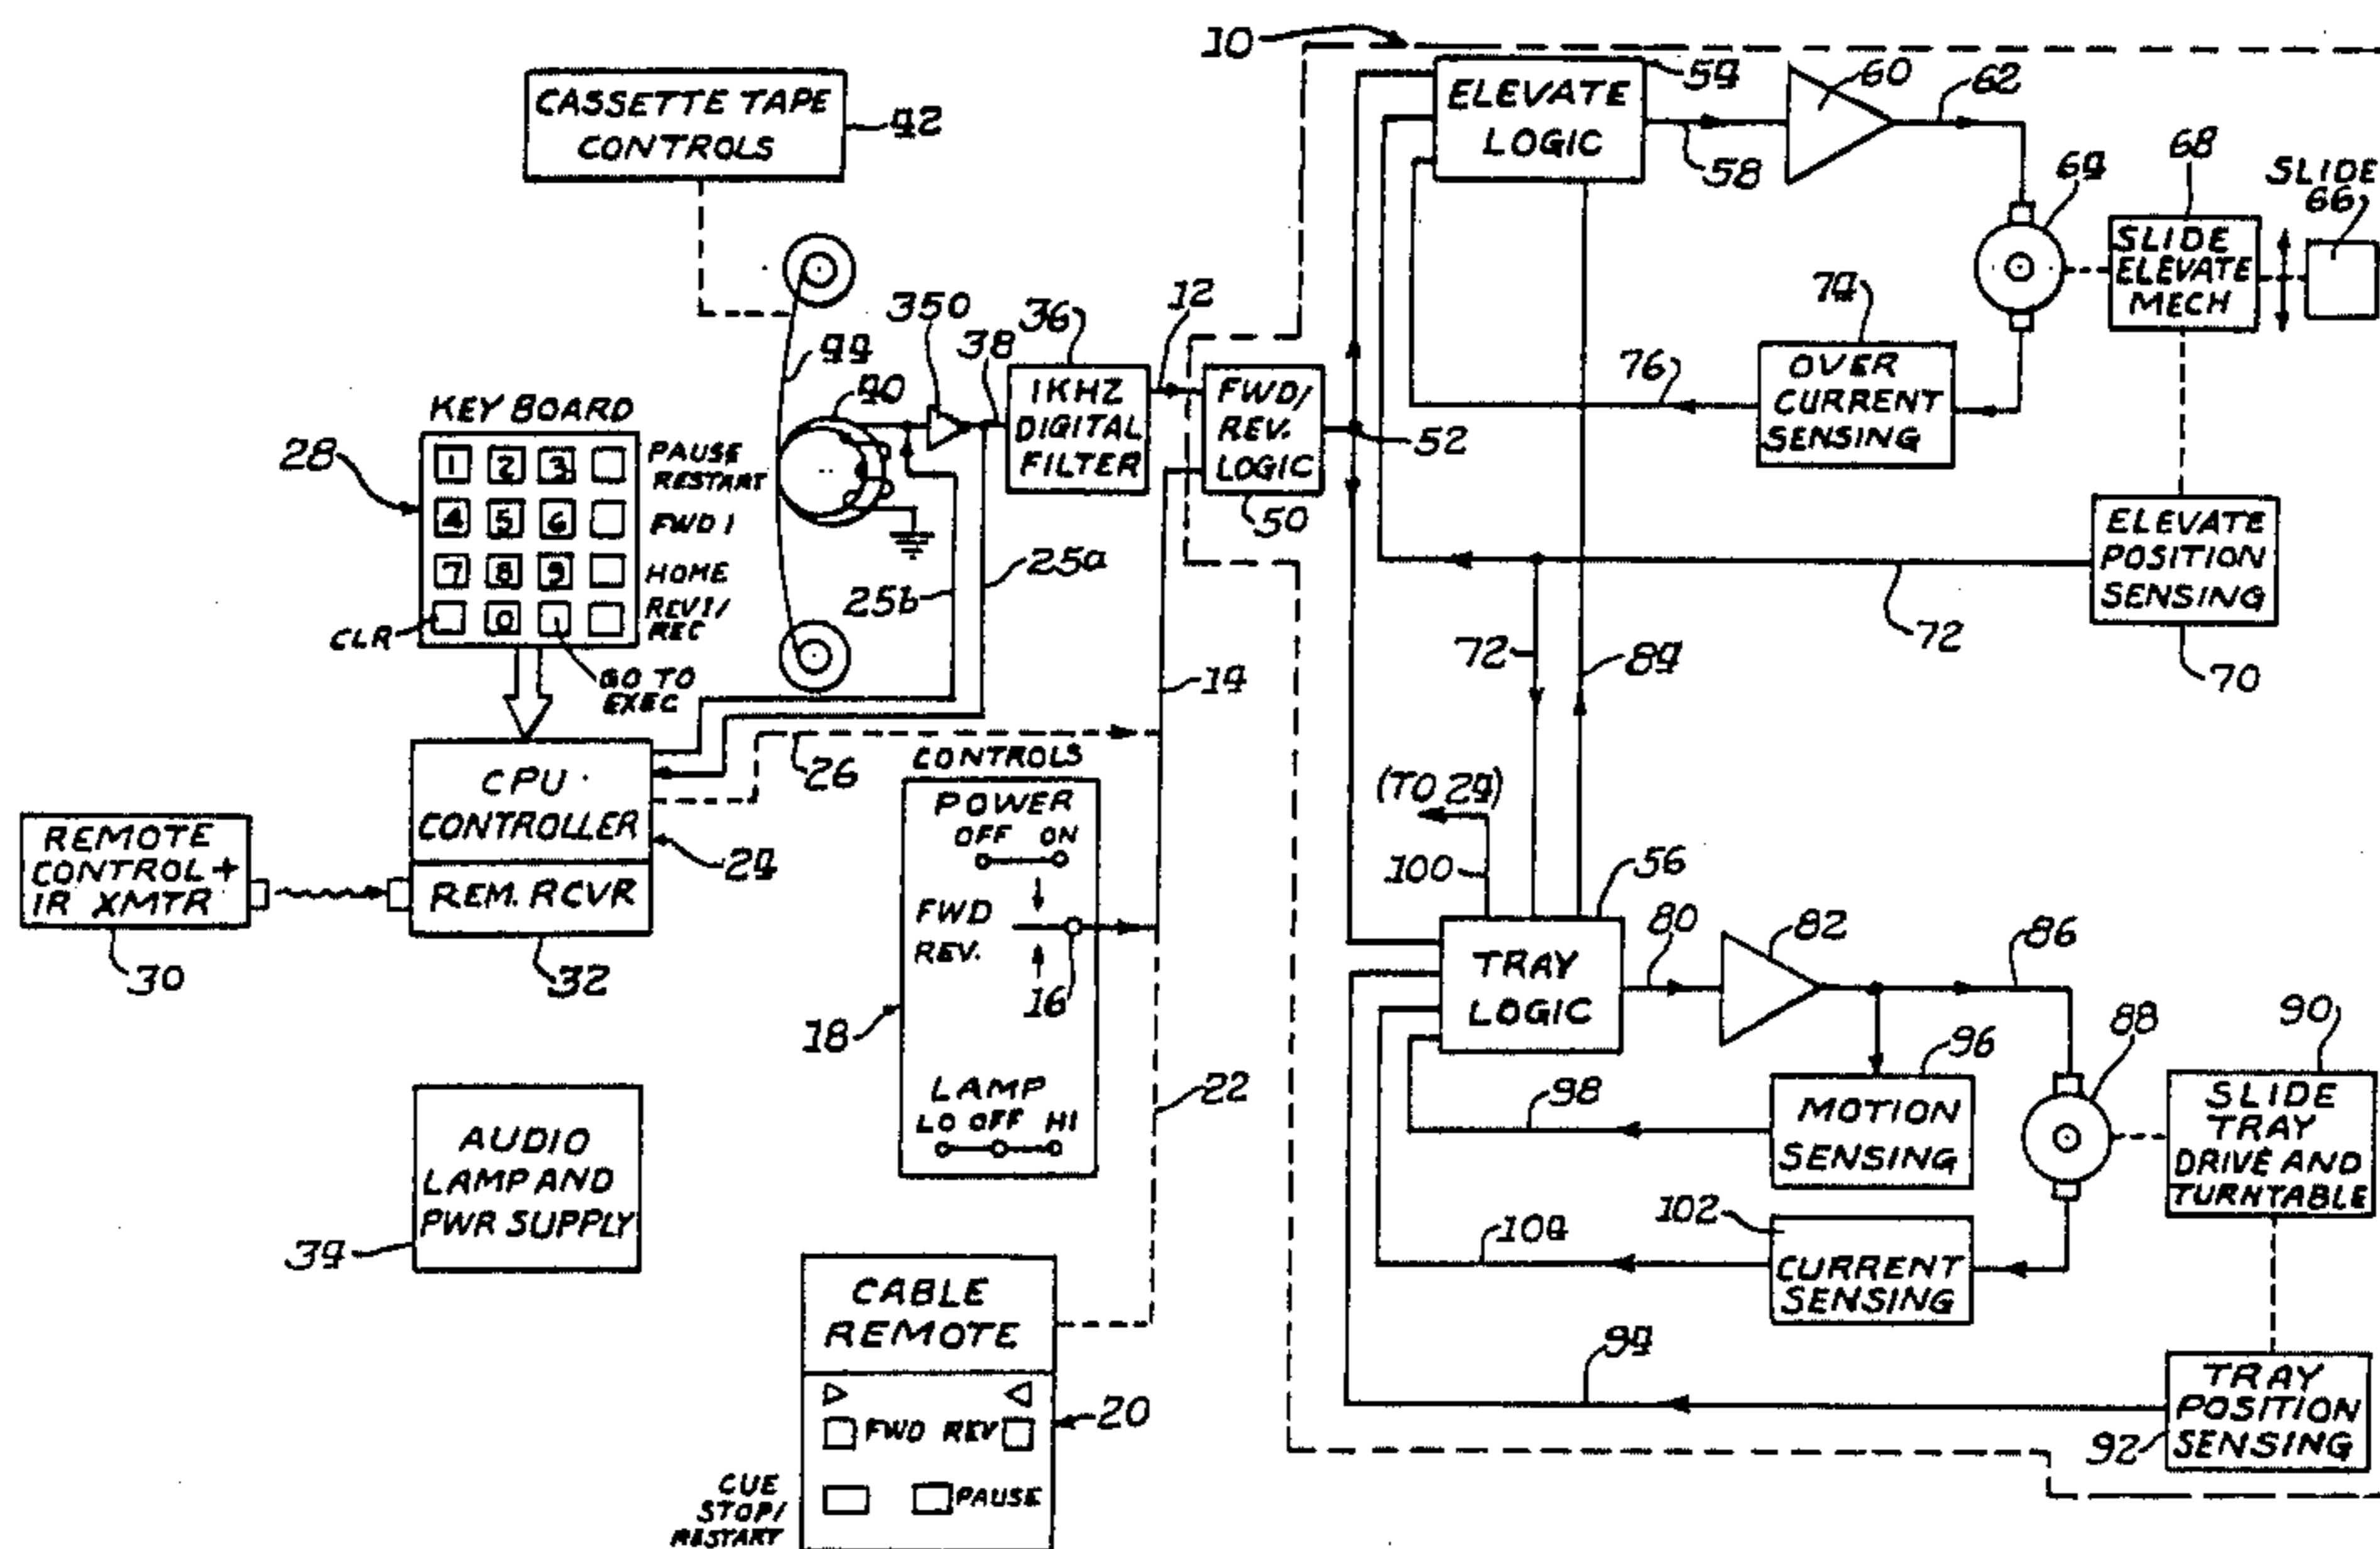 10
CASSETTE TAPE
CONTROLS
42
ELEVATE
LOGIC
54
60
62
58
68
64
SLIDE
66
SLIDE
ELEVATE
MECH
74
OVER
CURRENT
SENSING
76
350
38
36
12
44
40
1KHZ
DIGITAL
FILTER
FWD/
REV.
LOGIC
50
52
KEY BOARD
28
1 2 3
PAUSE
RESTART
4 5 6
FWD 1
7 8 9
HOME
0
REV1/
REC
CLR
GO TO
EXEC
25b
25a
14
72
84
72
ELEVATE
POSITION
SENSING
70
CPU
CONTROLLER
24
REM. RCVR
32
26
REMOTE
CONTROL +
IR XMTR
30
CONTROLS
POWER
OFF ON
FWD
REV.
16
18
LAMP
LO OFF HI
22
(TO 24)
100
56
TRAY
LOGIC
80
82
86
88
90
SLIDE
TRAY
DRIVE AND
TURNTABLE
96
MOTION
SENSING
98
102
CURRENT
SENSING
104
94
TRAY
POSITION
SENSING
92
AUDIO
LAMP AND
PWR SUPPLY
34
CABLE
REMOTE
20
FWD REV
CUE
STOP/
RESTART
PAUSE